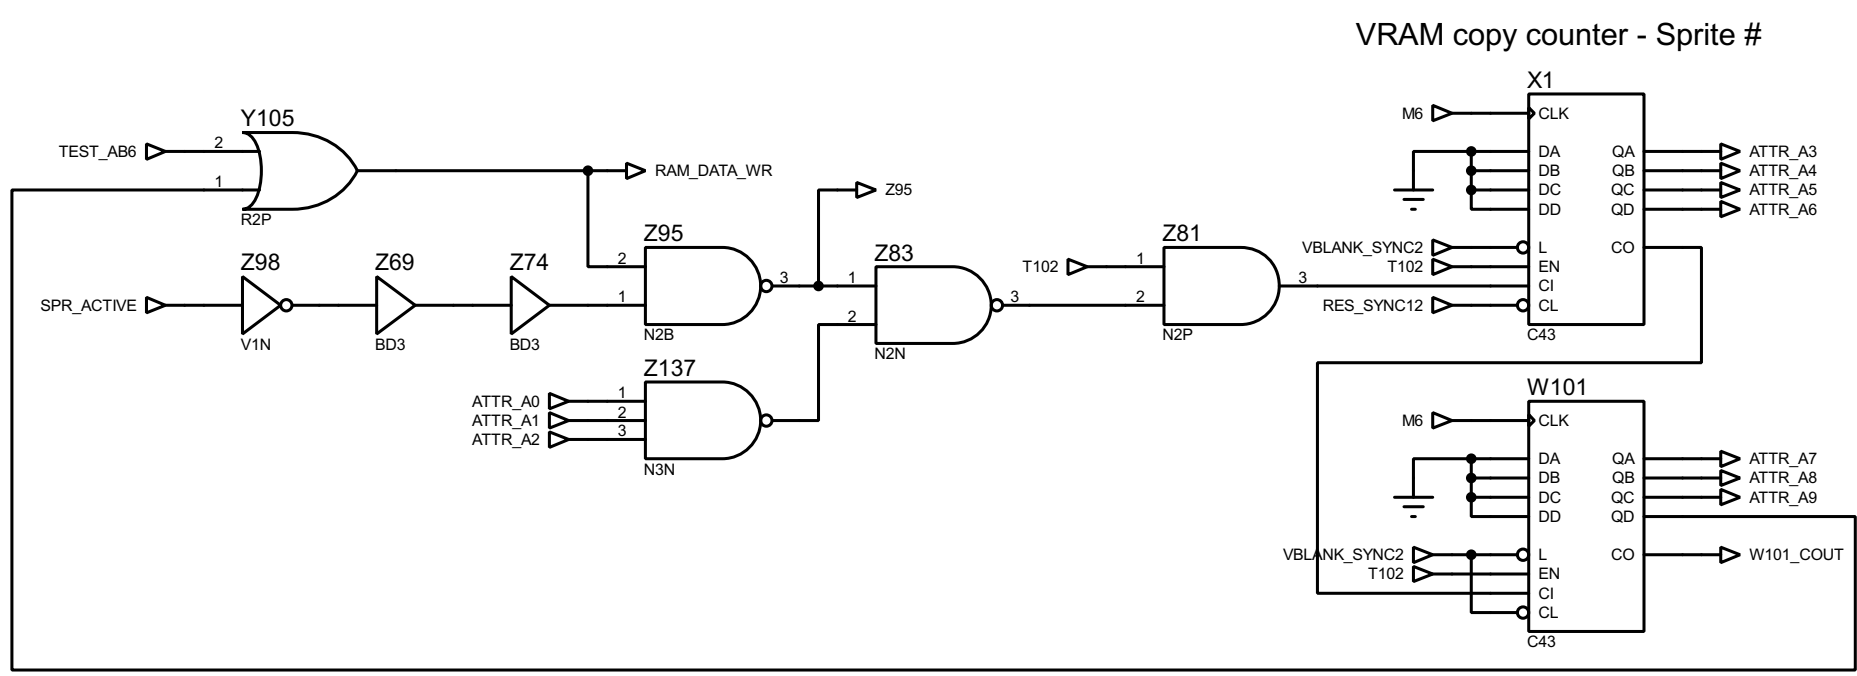 VRAM copy counter - Sprite #
X1
M6
CLK
DA
DB
DC
DD
L
EN
CI
CL
QA
QB
QC
QD
CO
C43
ATTR_A3
ATTR_A4
ATTR_A5
ATTR_A6
VBLANK_SYNC2
T102
RES_SYNC12
Y105
TEST_AB6
2
1
R2P
RAM_DATA_WR
Z95
Z98
SPR_ACTIVE
V1N
Z69
BD3
Z74
BD3
Z95
2
1
3
N2B
Z83
1
2
3
N2N
Z81
T102
1
2
3
N2P
Z137
ATTR_A0
ATTR_A1
ATTR_A2
1
2
3
N3N
W101
M6
CLK
DA
DB
DC
DD
L
EN
CI
CL
QA
QB
QC
QD
CO
C43
ATTR_A7
ATTR_A8
ATTR_A9
W101_COUT
VBLANK_SYNC2
T102